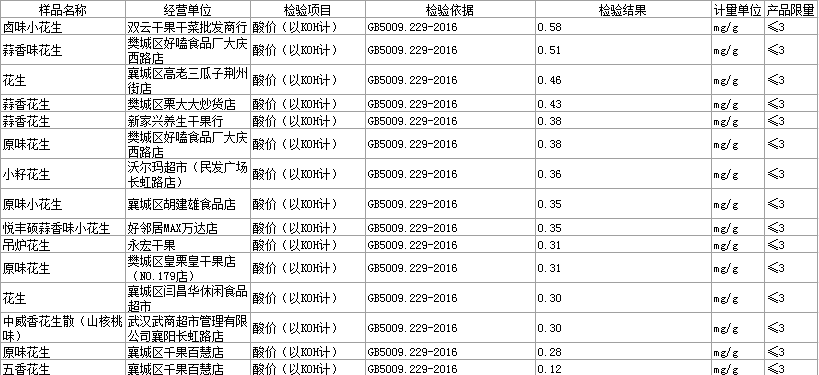 样品名称 经营单位 检验项目 检验依据 检验结果 计量单位 产品限量
卤味小花生 双云干果干菜批发商行 酸价（以KOH计） GB5009.229-2016 0.58 mg/g ≤3
蒜香味花生 樊城区好嗑食品厂大庆西路店 酸价（以KOH计） GB5009.229-2016 0.51 mg/g ≤3
花生 襄城区高老三瓜子荆州街店 酸价（以KOH计） GB5009.229-2016 0.46 mg/g ≤3
蒜香花生 樊城区栗大大炒货店 酸价（以KOH计） GB5009.229-2016 0.43 mg/g ≤3
蒜香花生 新家兴养生干果行 酸价（以KOH计） GB5009.229-2016 0.38 mg/g ≤3
原味花生 樊城区好嗑食品厂大庆西路店 酸价（以KOH计） GB5009.229-2016 0.38 mg/g ≤3
小籽花生 沃尔玛超市（民发广场长虹路店） 酸价（以KOH计） GB5009.229-2016 0.36 mg/g ≤3
原味小花生 襄城区胡建雄食品店 酸价（以KOH计） GB5009.229-2016 0.35 mg/g ≤3
悦丰硕蒜香味小花生 好邻居MAX万达店 酸价（以KOH计） GB5009.229-2016 0.35 mg/g ≤3
吊炉花生 永宏干果 酸价（以KOH计） GB5009.229-2016 0.31 mg/g ≤3
原味花生 樊城区皇栗皇干果店（NO.179店） 酸价（以KOH计） GB5009.229-2016 0.31 mg/g ≤3
花生 襄城区闫昌华休闲食品超市 酸价（以KOH计） GB5009.229-2016 0.30 mg/g ≤3
中威香花生散（山核桃味） 武汉武商超市管理有限公司襄阳长虹路店 酸价（以KOH计） GB5009.229-2016 0.30 mg/g ≤3
原味花生 襄城区千果百慧店 酸价（以KOH计） GB5009.229-2016 0.28 mg/g ≤3
五香花生 襄城区千果百慧店 酸价（以KOH计） GB5009.229-2016 0.12 mg/g ≤3